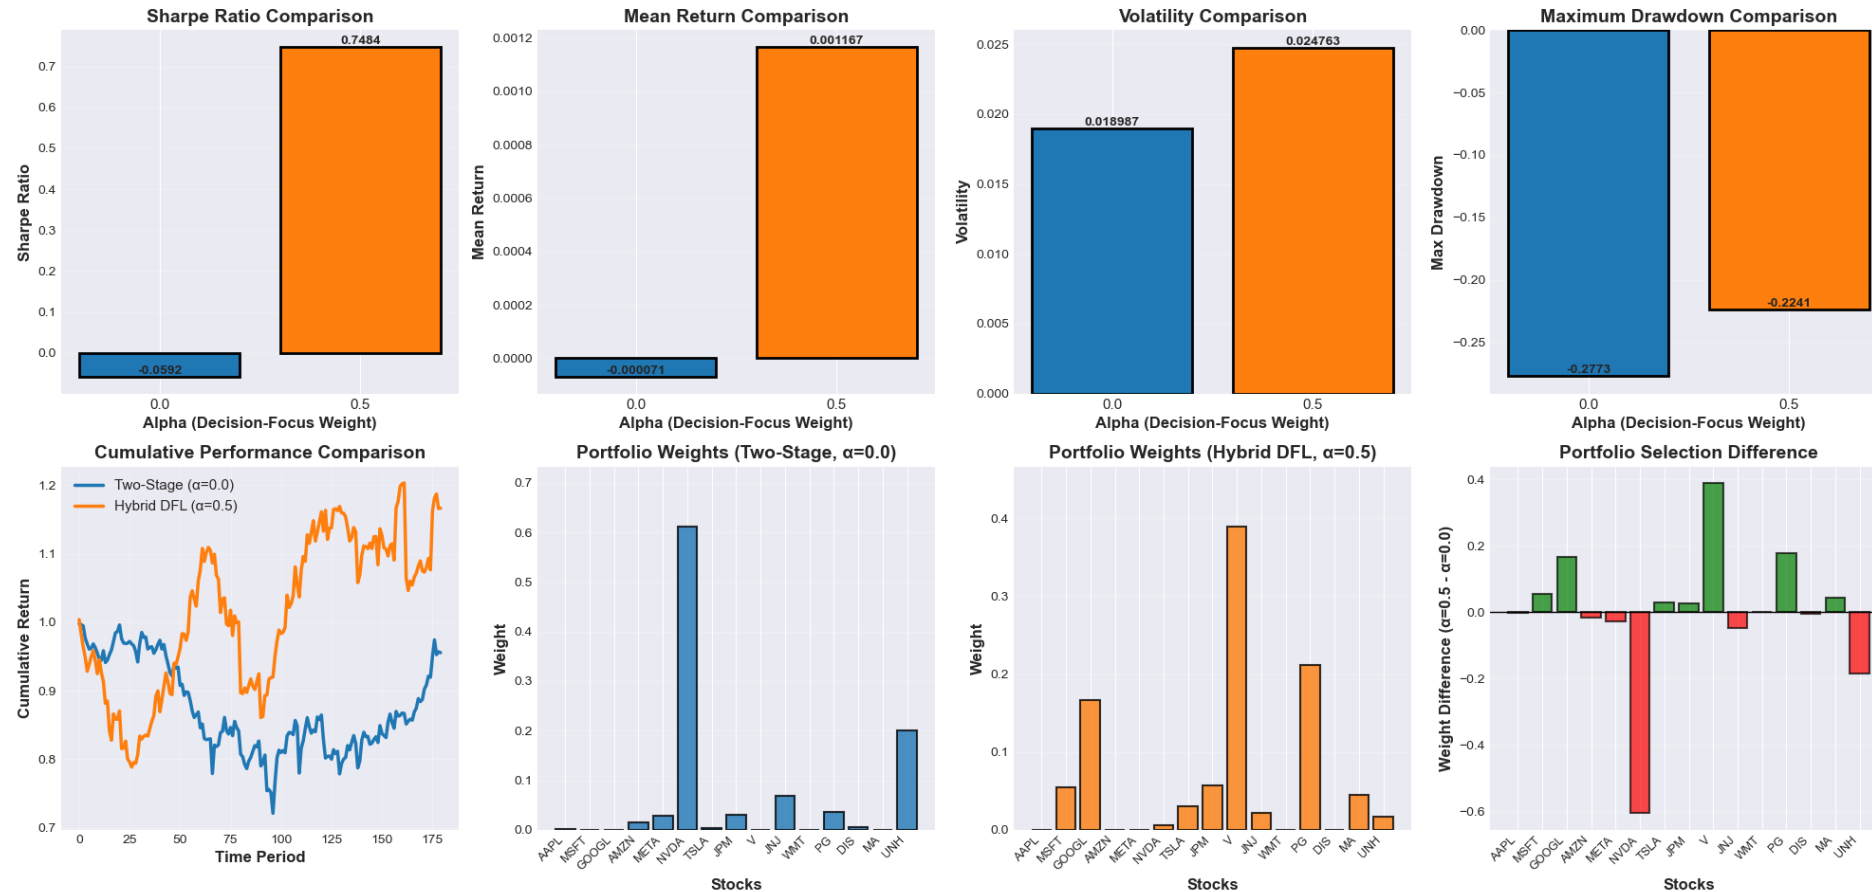 Sharpe Ratio Comparison
Sharpe Ratio
0.7
0.6
0.5
0.4
0.3
0.2
0.1
0.0
0.7484
-0.0592
0.0 0.5
Alpha (Decision-Focus Weight)
Mean Return Comparison
Mean Return
0.0012
0.0010
0.0008
0.0006
0.0004
0.0002
0.0000
0.001167
-0.000071
0.0 0.5
Alpha (Decision-Focus Weight)
Volatility Comparison
Volatility
0.025
0.020
0.015
0.010
0.005
0.000
0.024763
0.018987
0.0 0.5
Alpha (Decision-Focus Weight)
Maximum Drawdown Comparison
Max Drawdown
0.00
−0.05
−0.10
−0.15
−0.20
−0.25
-0.2241
-0.2773
0.0 0.5
Alpha (Decision-Focus Weight)
Cumulative Performance Comparison
Cumulative Return
1.2
1.1
1.0
0.9
0.8
0.7
Two-Stage (α=0.0)
Hybrid DFL (α=0.5)
0 25 50 75 100 125 150 175
Time Period
Portfolio Weights (Two-Stage, α=0.0)
Weight
0.7
0.6
0.5
0.4
0.3
0.2
0.1
0.0
AAPL MSFT GOOGL AMZN META NVDA TSLA JPM V JNJ WMT PG DIS MA UNH
Stocks
Portfolio Weights (Hybrid DFL, α=0.5)
Weight
0.4
0.3
0.2
0.1
0.0
AAPL MSFT GOOGL AMZN META NVDA TSLA JPM V JNJ WMT PG DIS MA UNH
Stocks
Portfolio Selection Difference
Weight Difference (α=0.5 - α=0.0)
0.4
0.2
0.0
−0.2
−0.4
−0.6
AAPL MSFT GOOGL AMZN META NVDA TSLA JPM V JNJ WMT PG DIS MA UNH
Stocks